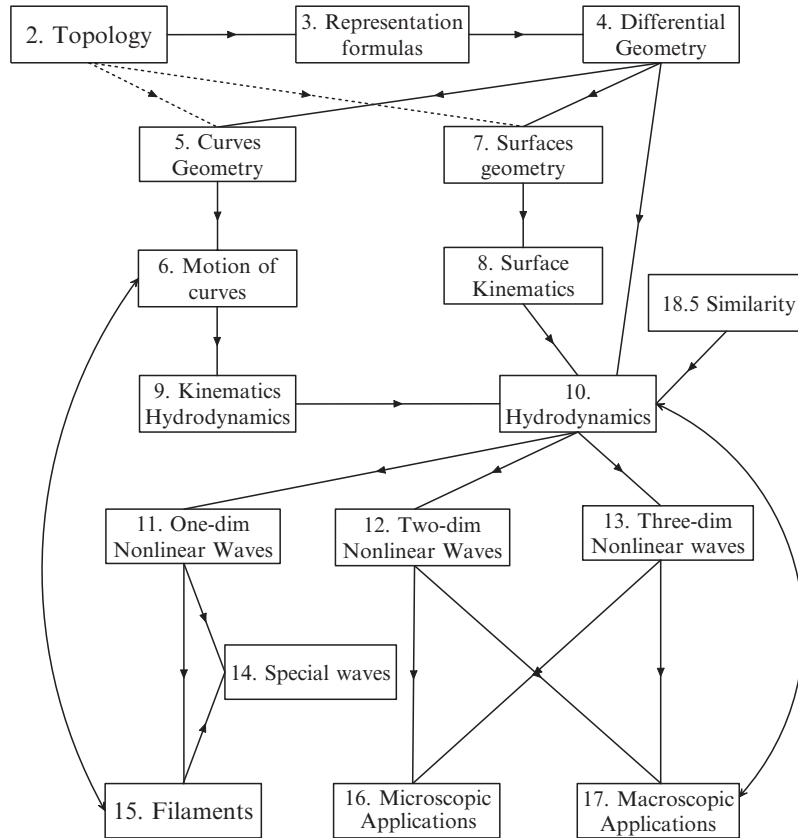 2. Topology
3. Representation
formulas
4. Differential
Geometry
5. Curves
Geometry
7. Surfaces
geometry
6. Motion of
curves
8. Surface
Kinematics
18.5 Similarity
9. Kinematics
Hydrodynamics
10.
Hydrodynamics
11. One-dim
Nonlinear Waves
12. Two-dim
Nonlinear Waves
13. Three-dim
Nonlinear waves
14. Special waves
15. Filaments
16. Microscopic
Applications
17. Macroscopic
Applications